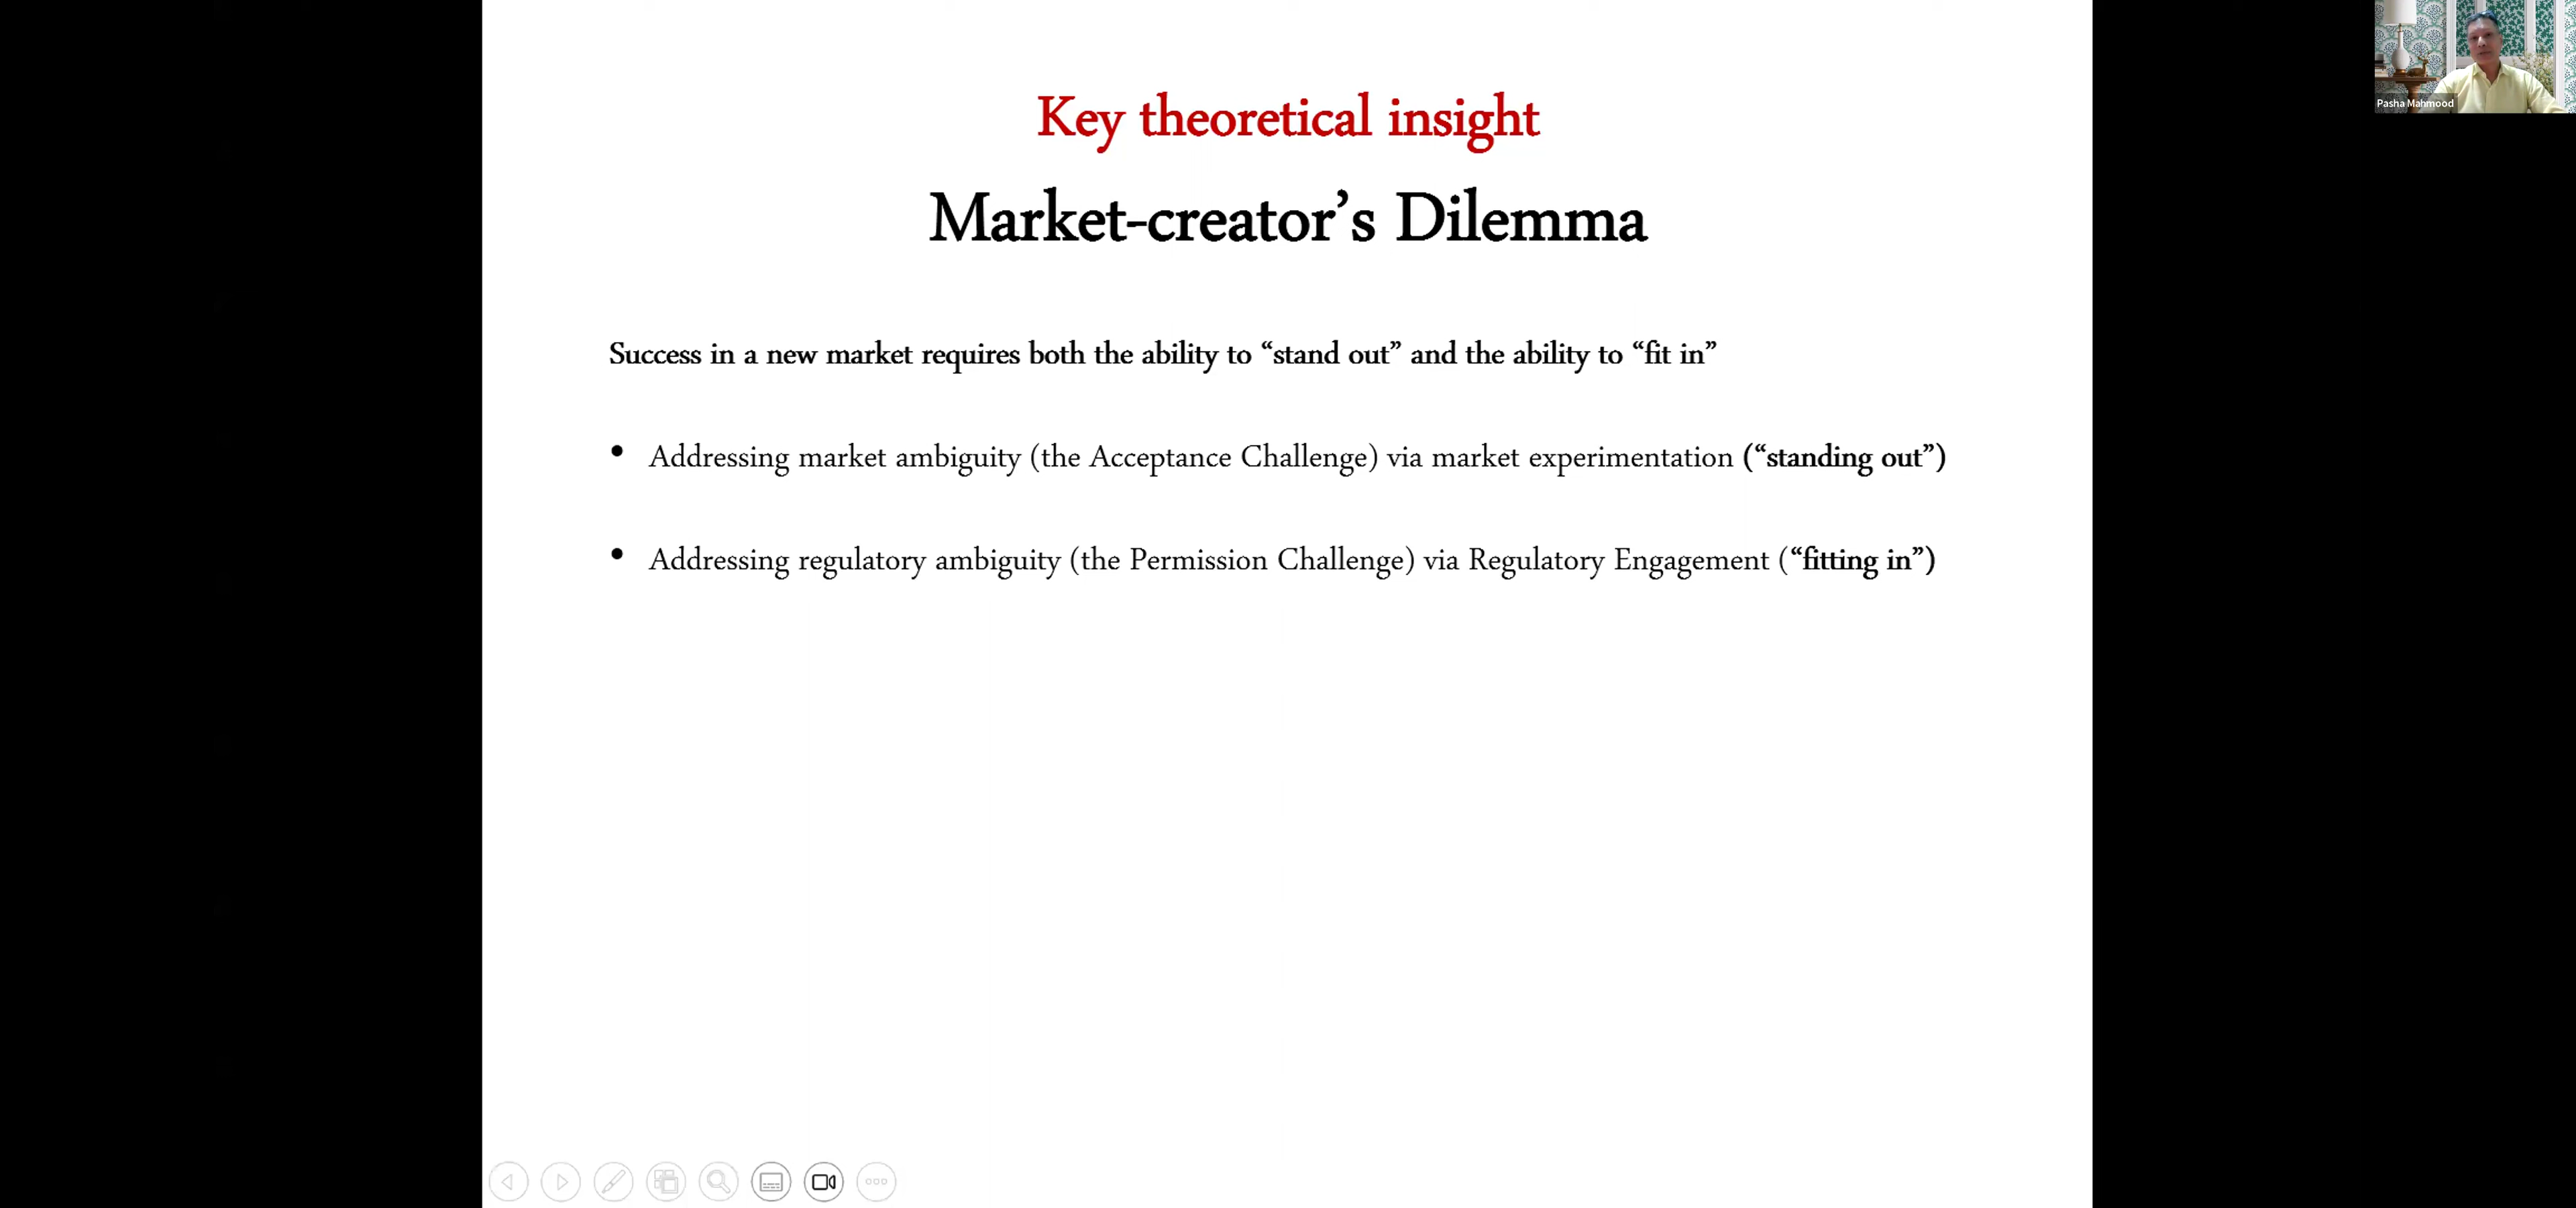 Key theoretical insight
Market-creator’s Dilemma
Success in a new market requires both the ability to “stand out” and the ability to “fit in”
• Addressing market ambiguity (the Acceptance Challenge) via market experimentation (“standing out”)
• Addressing regulatory ambiguity (the Permission Challenge) via Regulatory Engagement (“fitting in”)
Pasha Mahmood